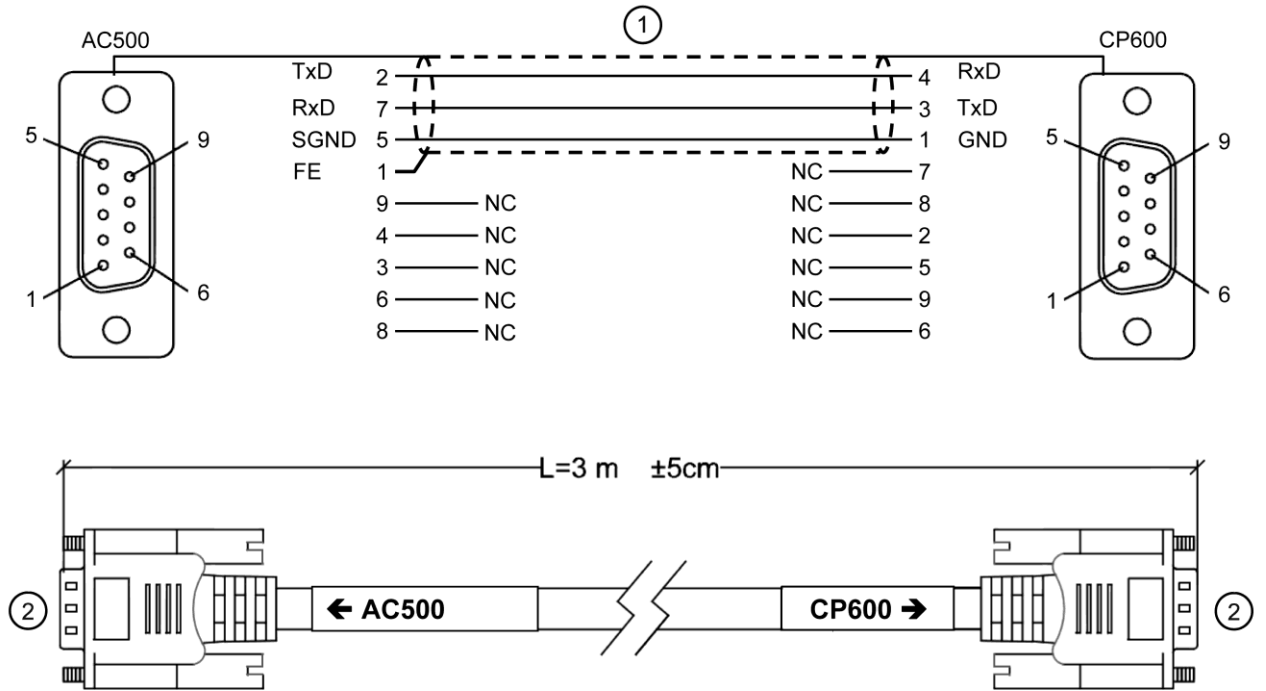 ①
AC500
CP600
TxD 2 4 RxD
RxD 7 3 TxD
SGND 5 1 GND
FE 1 NC 7
9 NC NC 8
4 NC NC 2
3 NC NC 5
6 NC NC 9
8 NC NC 6
5 9
1 6
5 9
1 6
L=3 m ±5cm
② ← AC500 CP600 → ②